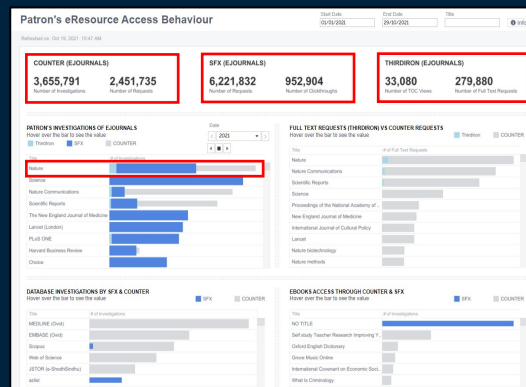 Patron's eResource Access Behaviour
Start Date
End Date
Title
01/01/2021
29/10/2021
Info
Refreshed on: Oct 19, 2021 10:47 AM
COUNTER (EJOURNALS)
3,655,791
2,451,735
Number of Investigations
Number of Requests
SFX (EJOURNALS)
6,221,832
952,904
Number of Requests
Number of Clickthroughs
THIRDIRON (EJOURNALS)
33,080
279,880
Number of TOC Views
Number of Full Text Requests
PATRON'S INVESTIGATIONS OF EJOURNALS
Hover over the bar to see the value
Thirdiron
SFX
COUNTER
Date
2021
Title
# of Investigations
Nature
Science
Nature Communications
Scientific Reports
The New England Journal of Medicine
Lancet (London)
PLoS ONE
Harvard Business Review
Choice
FULL TEXT REQUESTS (THIRDIRON) VS COUNTER REQUESTS
Hover over the bar to see the value
Thirdiron
COUNTER
Title
# of Full Text Requests
Nature
Nature Communications
Scientific Reports
Science
Proceedings of the National Academy of ..
New England Journal of Medicine
International Journal of Cultural Policy
Lancet
Nature biotechnology
Nature methods
DATABASE INVESTIGATIONS BY SFX & COUNTER
Hover over the bar to see the value
SFX
COUNTER
Title
# of Investigations
MEDLINE (Ovid)
EMBASE (Ovid)
Scopus
Web of Science
JSTOR (e-ShodhSindhu)
EBOOKS ACCESS THROUGH COUNTER & SFX
Hover over the bar to see the value
SFX
COUNTER
Title
# of Investigations
NO TITLE
Self study Teacher Research Improving Y..
Oxford English Dictionary
Grove Music Online
International Covenant on Economic Soci..
What Is Criminology